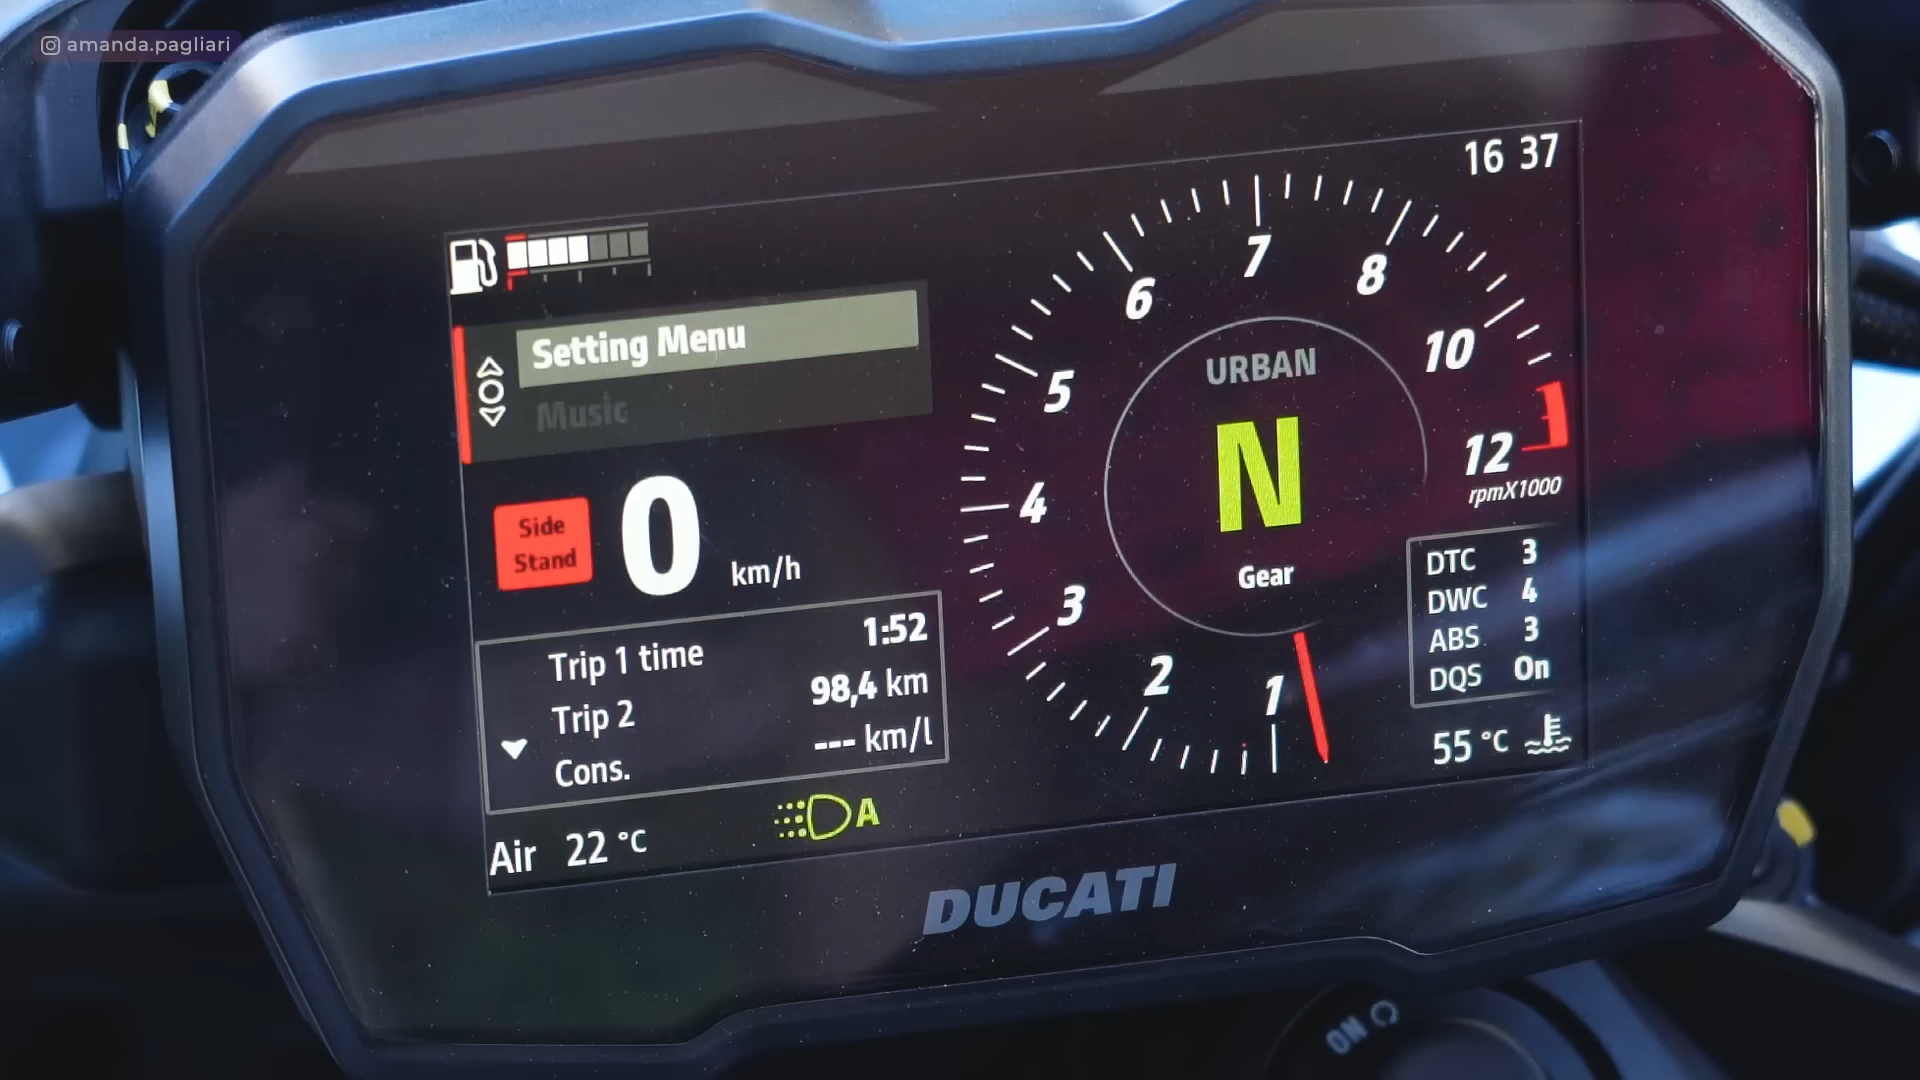 amanda.pagliari
16 37
Setting Menu
Music
Side
Stand
0 km/h
Trip 1 time 1:52
Trip 2 98,4 km
Cons. --- km/l
Air 22 °C
A
1
2
3
4
5
6
7
8
10
12
rpmX1000
URBAN
N
Gear
DTC 3
DWC 4
ABS 3
DQS On
55 °C
DUCATI
ON